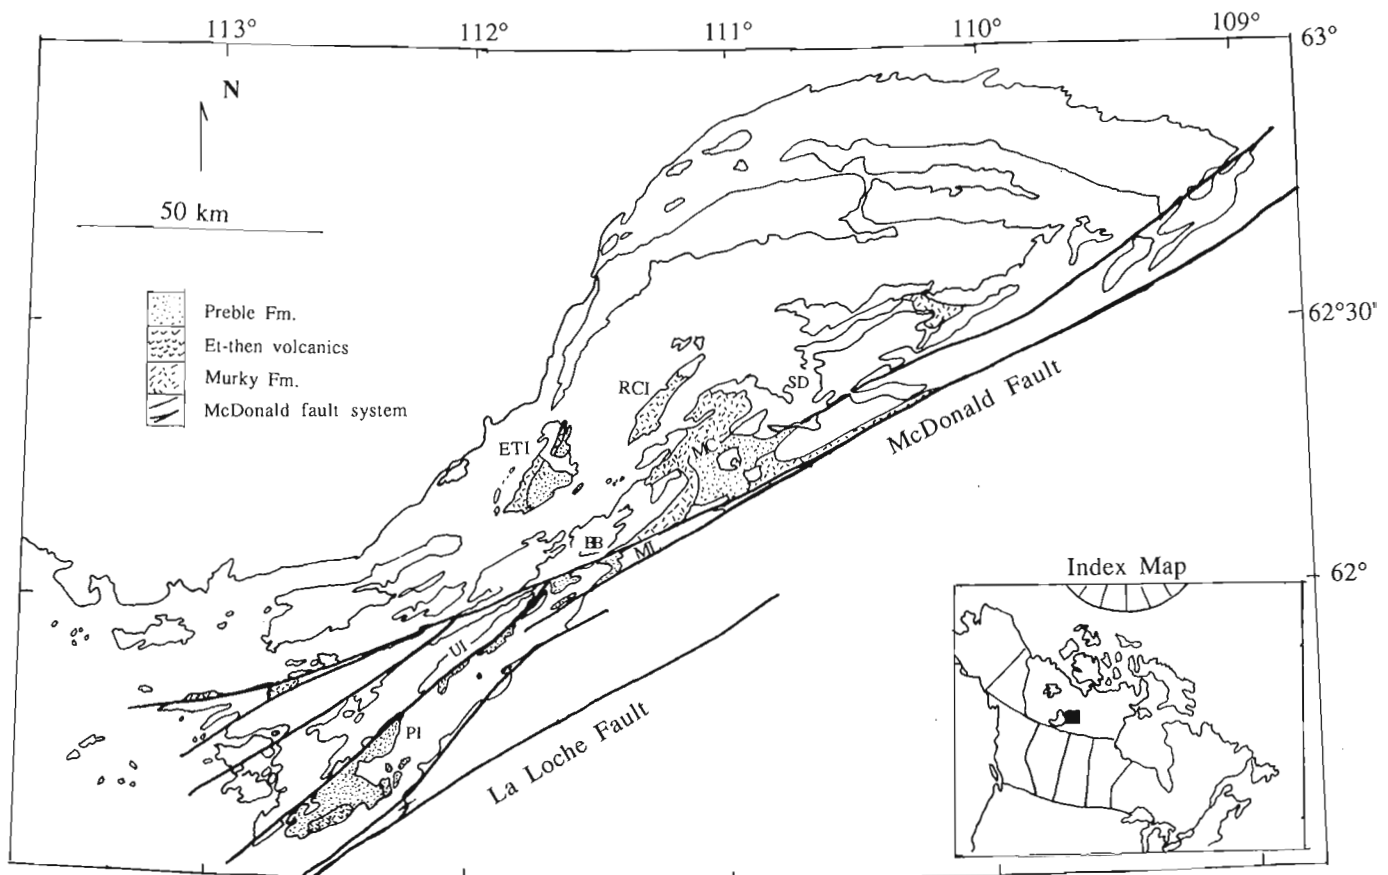 113° 112° 111° 110° 109°
63°
N
50 km
62°30"
Preble Fm.
Et-then volcanics
Murky Fm.
McDonald fault system
RCI
SD
McDonald Fault
ETI
MC
BB
ML
Index Map
62°
UI
PI
La Loche Fault